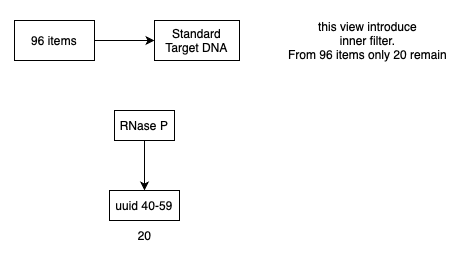 96 items
Standard
Target DNA
this view introduce
inner filter.
From 96 items only 20 remain
RNase P
uuid 40-59
20